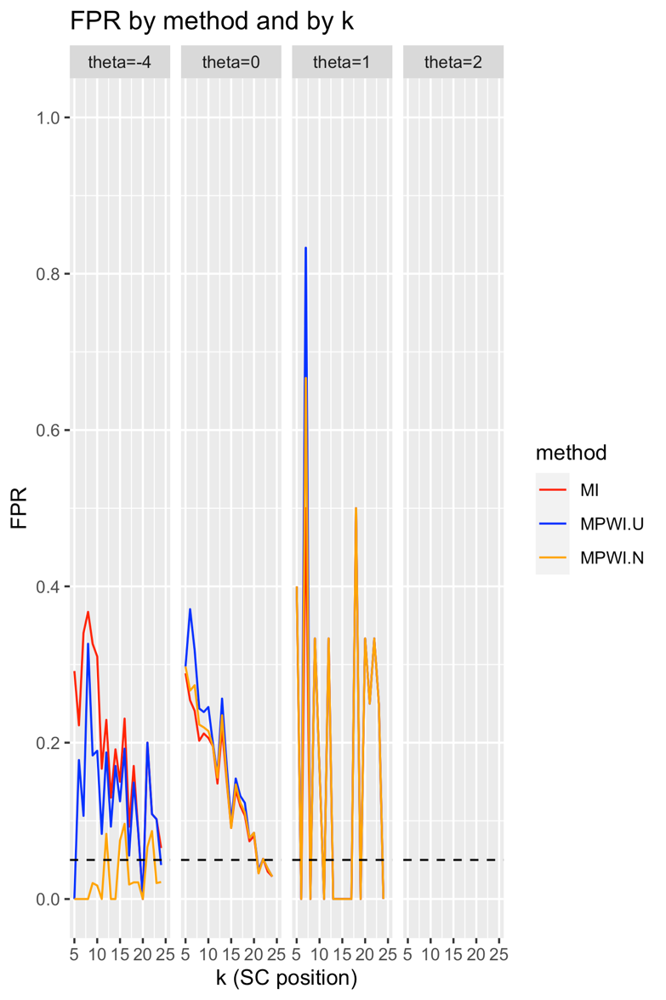 FPR by method and by k
theta=-4 theta=0 theta=1 theta=2
1.0
0.8
0.6
0.4
0.2
0.0
FPR
5 10 15 20 25 5 10 15 20 25 5 10 15 20 25 5 10 15 20 25
k (SC position)
method
MI
MPWI.U
MPWI.N